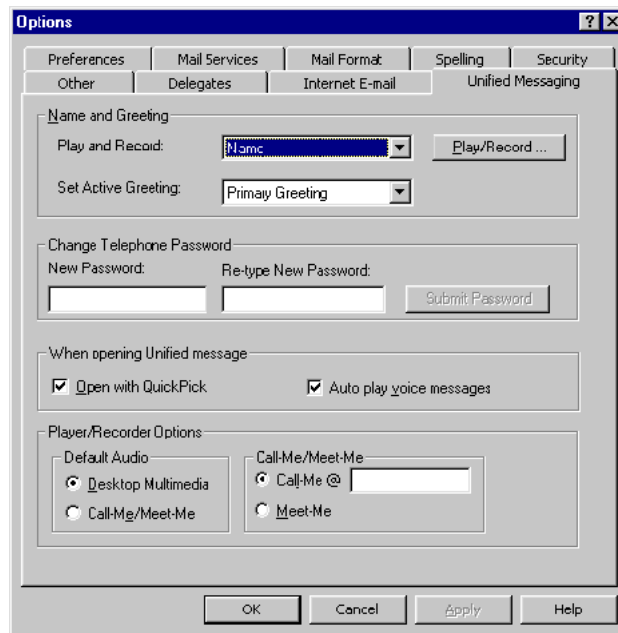 Options
Preferences Mail Services Mail Format Spelling Security
Other Delegates Internet E-mail Unified Messaging
Name and Greeting
Play and Record: Name Play/Record ...
Set Active Greeting: Primary Greeting
Change Telephone Password
New Password: Re-type New Password:
Submit Password
When opening Unified message
Open with QuickPick Auto play voice messages
Player/Recorder Options
Default Audio Call-Me/Meet-Me
Desktop Multimedia Call-Me @
Call-Me/Meet-Me Meet-Me
OK Cancel Apply Help